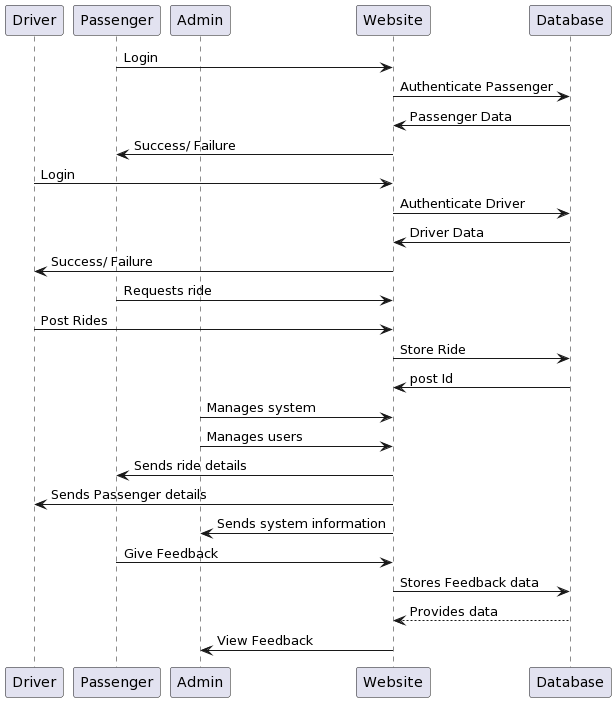 Driver Passenger Admin Website Database
Login
Authenticate Passenger
Passenger Data
Success/ Failure
Login
Authenticate Driver
Driver Data
Success/ Failure
Requests ride
Post Rides
Store Ride
post Id
Manages system
Manages users
Sends ride details
Sends Passenger details
Sends system information
Give Feedback
Stores Feedback data
Provides data
View Feedback
Driver Passenger Admin Website Database